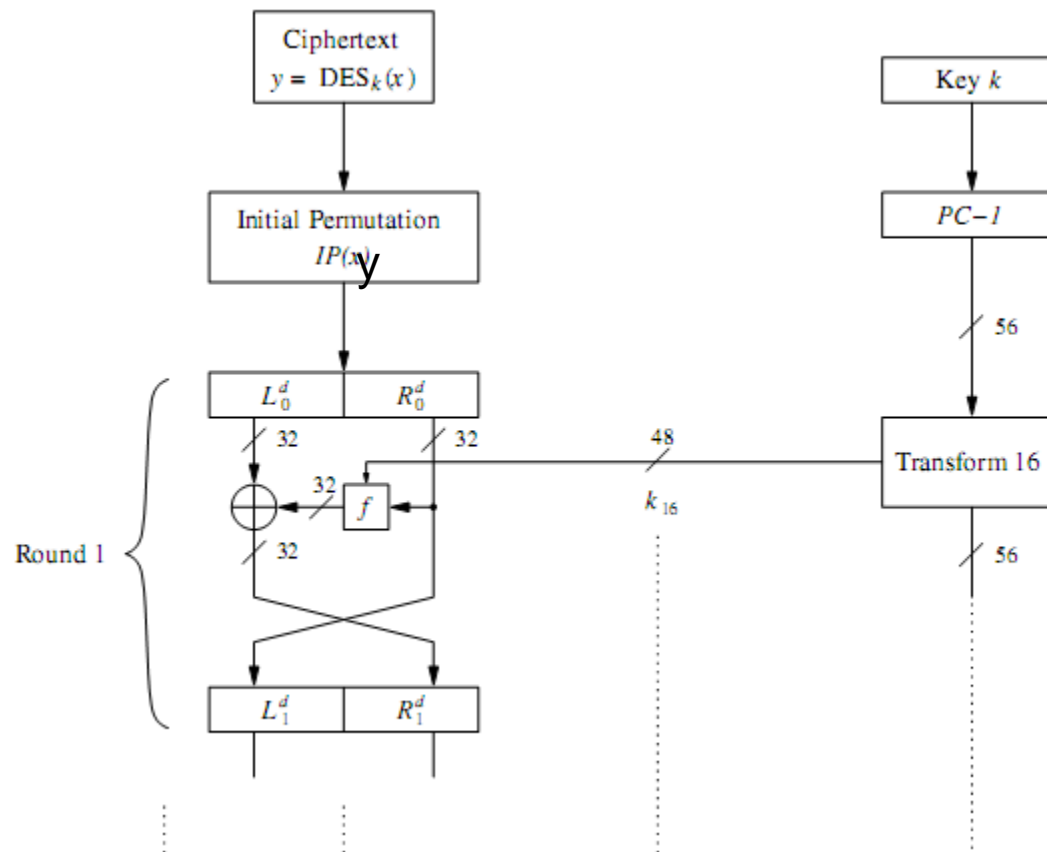 Ciphertext
y = DES_k(x)
Key k
Initial Permutation
IP(x)
y
PC−1
56
L_0^d
R_0^d
32
32
48
Transform 16
32
f
k_16
32
Round 1
56
L_1^d
R_1^d